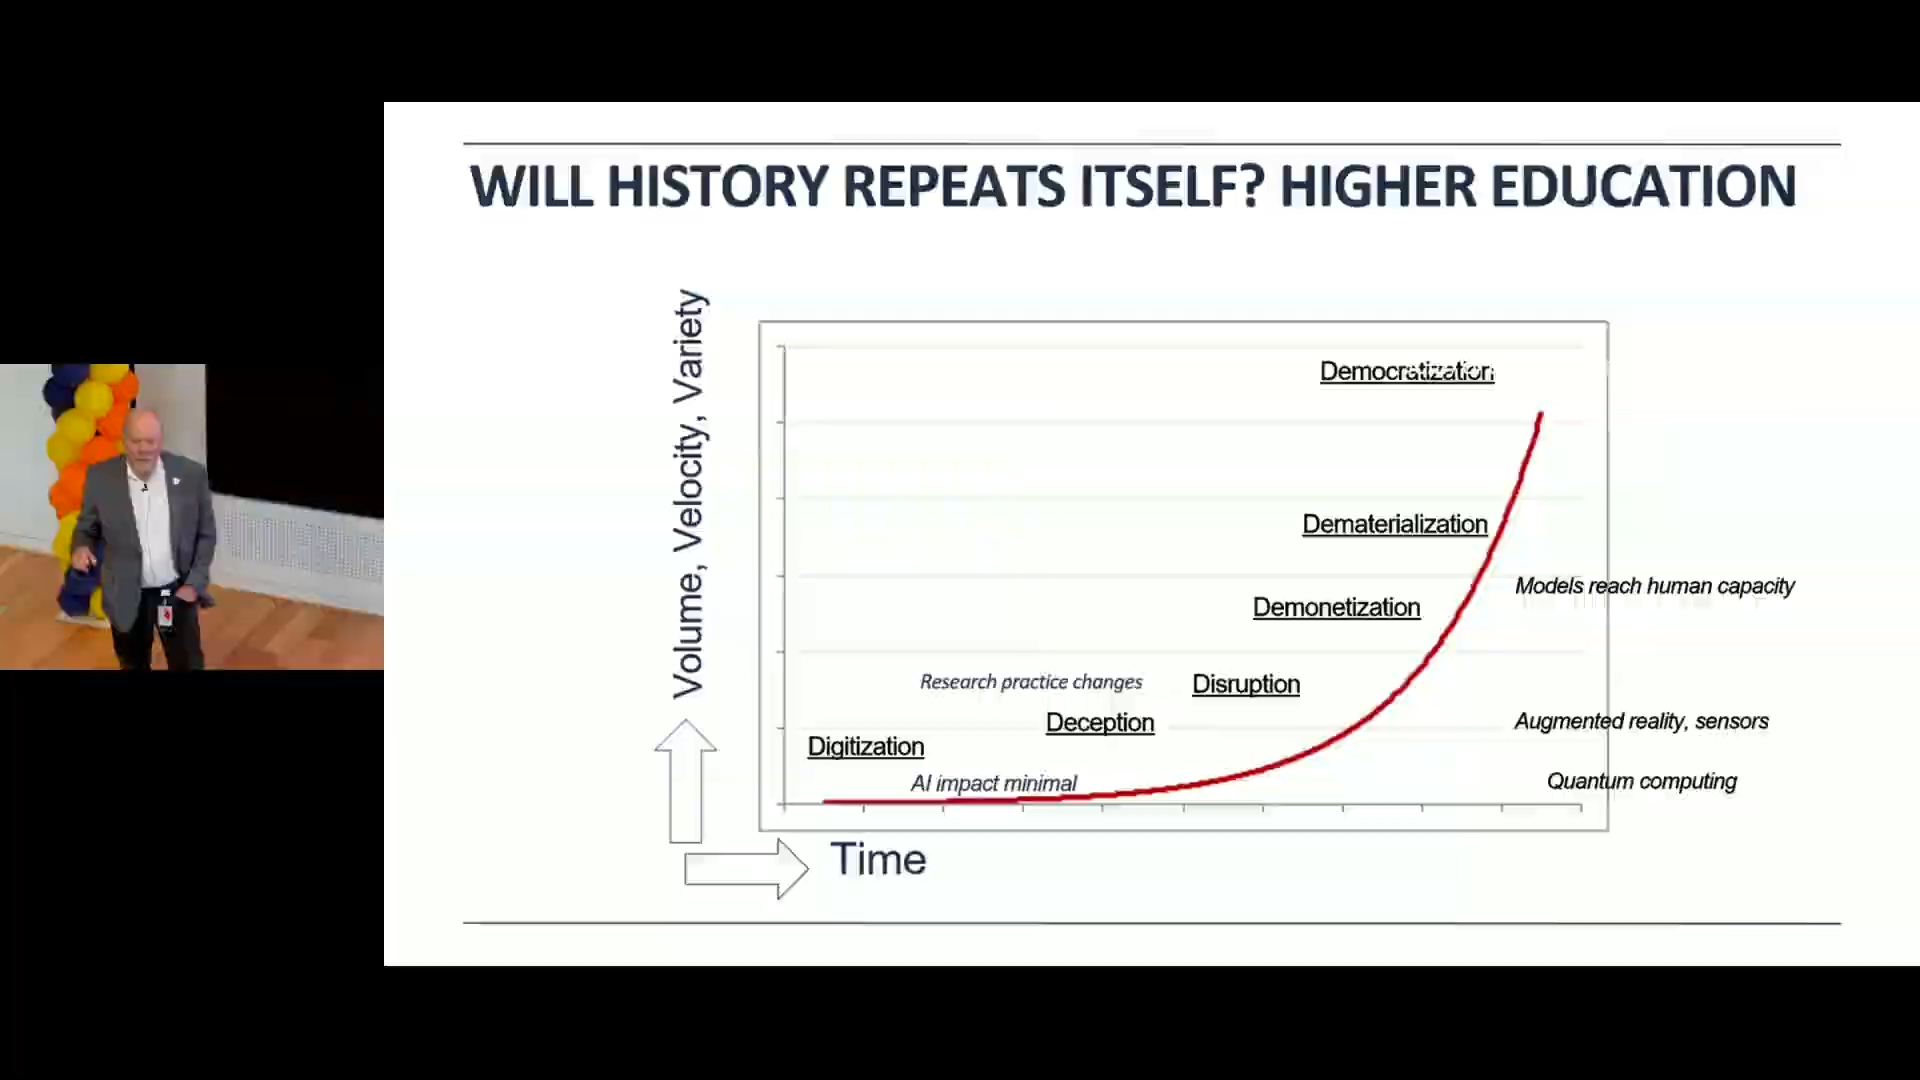 WILL HISTORY REPEATS ITSELF? HIGHER EDUCATION
Volume, Velocity, Variety
Democratization
Dematerialization
Models reach human capacity
Demonetization
Research practice changes
Disruption
Deception
Augmented reality, sensors
Digitization
AI impact minimal
Quantum computing
Time